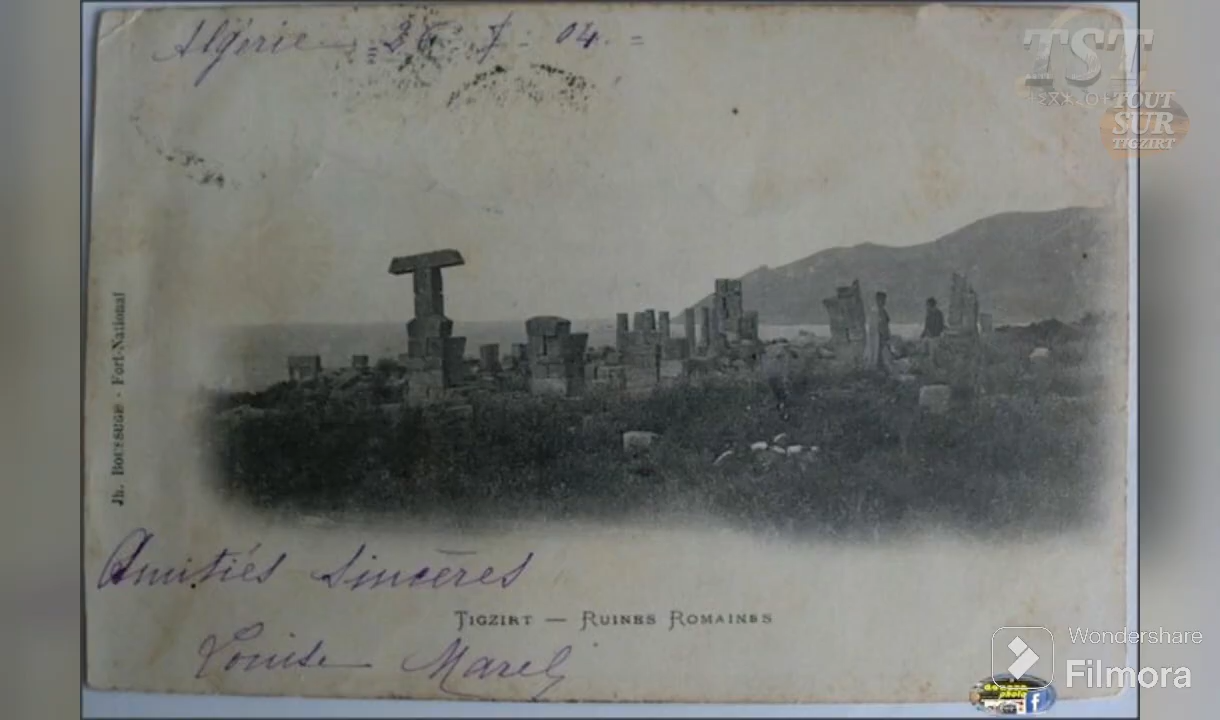 Algérie = 26 = 7 = 04. =
TST
TOUT
SUR
TIGZIRT
Jh. BOUSSUGE - Fort-National
Amitiés sincères
TIGZIRT — RUINES ROMAINES
Louise
Wondershare
Filmora
photo
f